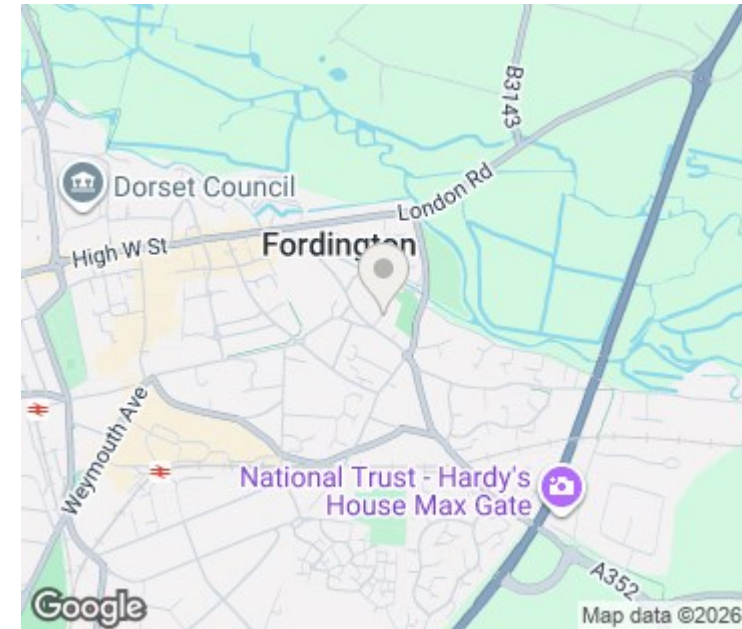 B3143
Dorset Council
London Rd
High W St
Fordington
Weymouth Ave
National Trust - Hardy's
House Max Gate
A352
Google
Map data ©2026